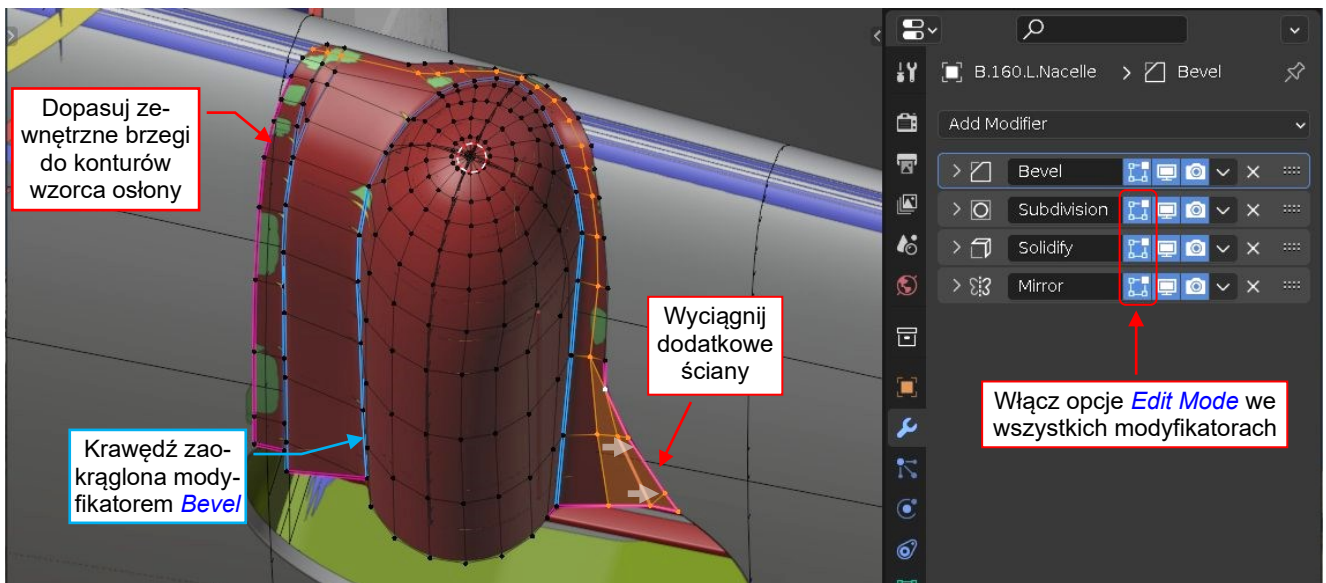 Dopasuj ze-
wnętrzne brzegi
do konturów
wzorca osłony
Krawędź zao-
krąglona mody-
fikatorem Bevel
Wyciągnij
dodatkowe
ściany
B.160.L.Nacelle > Bevel
Add Modifier
Bevel
Subdivision
Solidify
Mirror
Włącz opcje Edit Mode we
wszystkich modyfikatorach